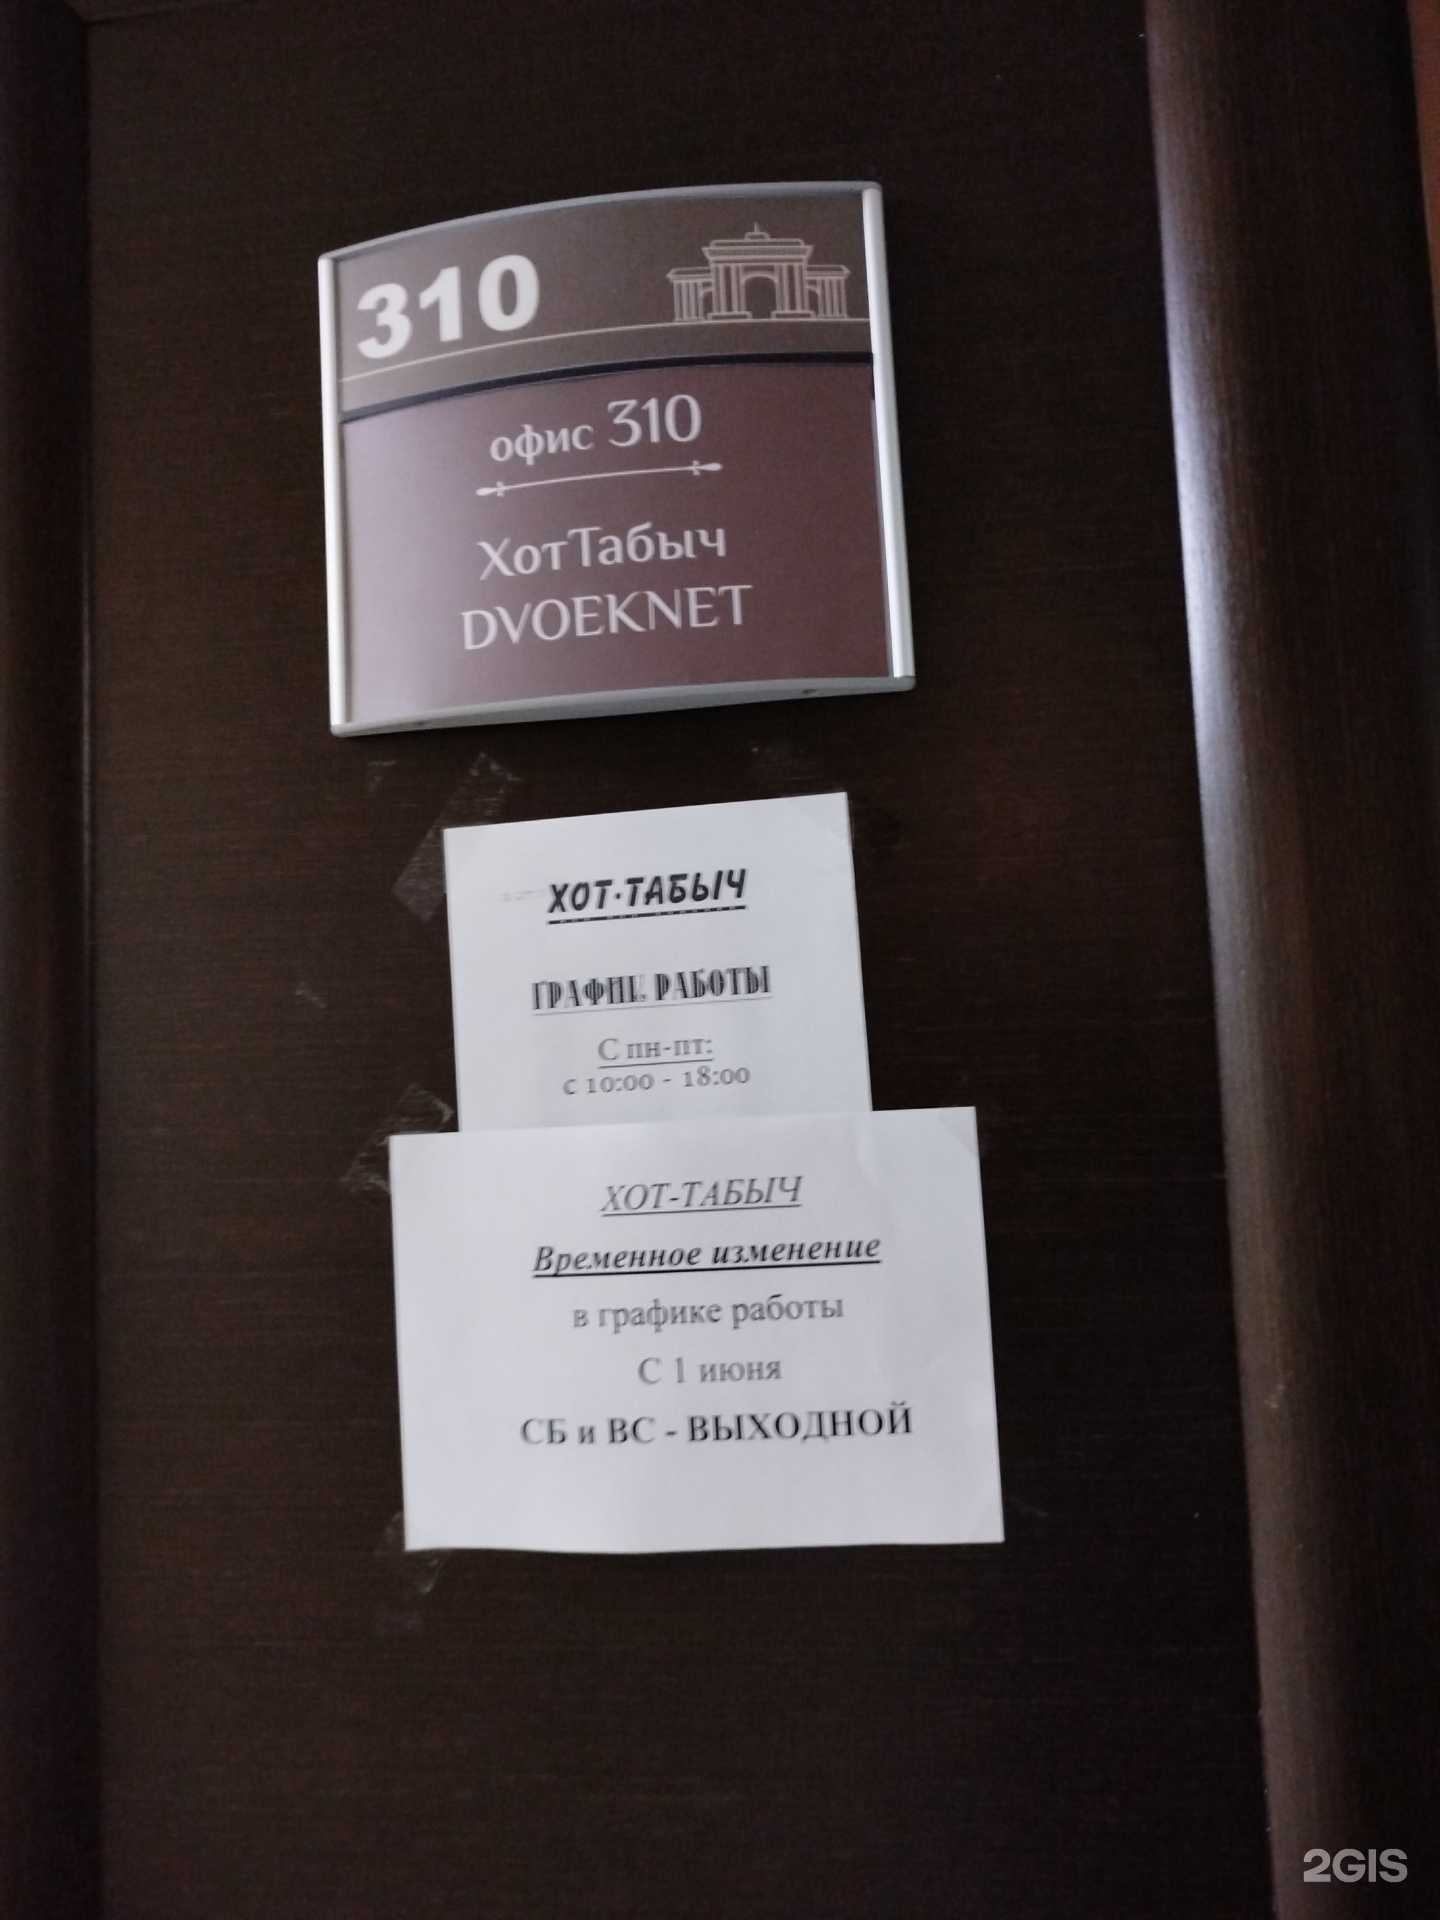 310
офис 310
ХотТабыч
DVOEKNET
ХОТ-ТАБЫЧ
ГРАФИК РАБОТЫ
С пн-пт:
с 10:00 - 18:00
ХОТ-ТАБЫЧ
Временное изменение
в графике работы
С 1 июня
СБ и ВС - ВЫХОДНОЙ
2GIS